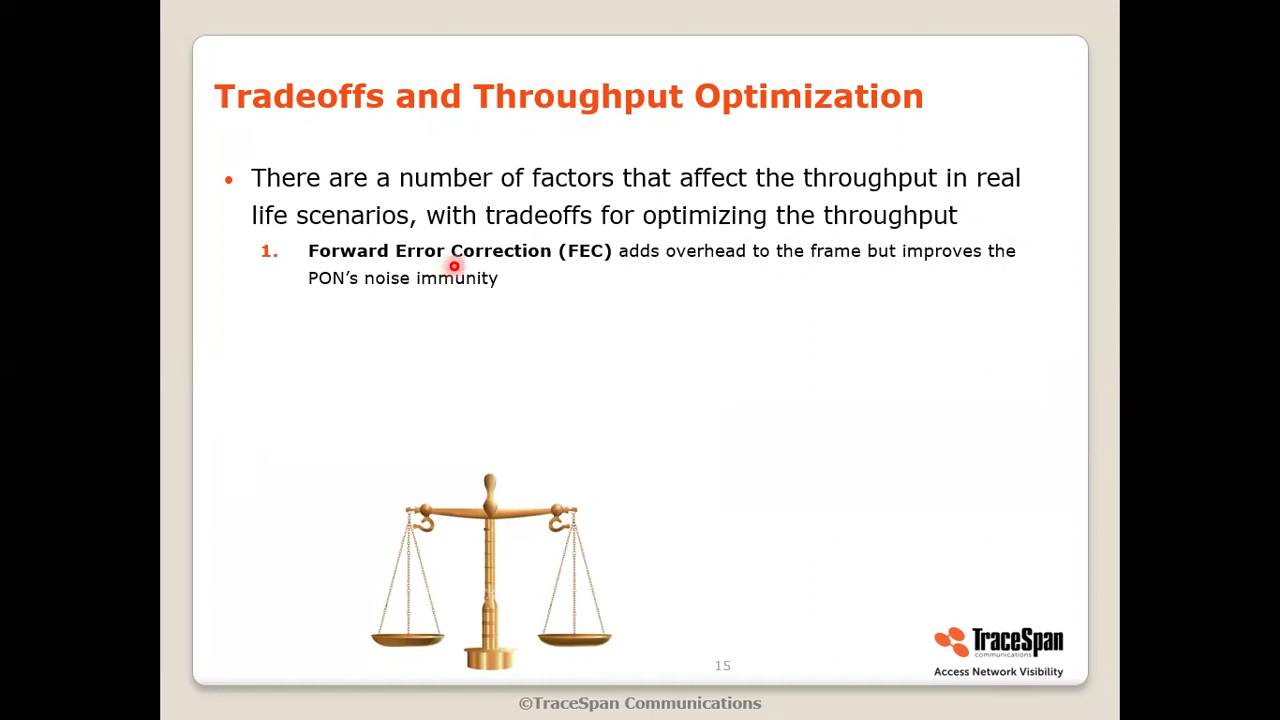 Tradeoffs and Throughput Optimization
• There are a number of factors that affect the throughput in real
life scenarios, with tradeoffs for optimizing the throughput
1. Forward Error Correction (FEC) adds overhead to the frame but improves the
PON’s noise immunity
TraceSpan
communications
Access Network Visibility
15
©TraceSpan Communications